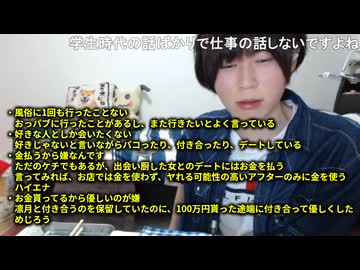 学生時代の話ばかりで仕事の話しないですよね
・風俗に1回も行ったことない
おっパブに行ったことがあるし、また行きたいとよく言っている
・好きな人としか会いたくない
好きじゃないと言いながらパコったり、付き合ったり、デートしている
・金払うから嫌なんです
ただのケチでもあるが、出会い厨した女とのデートにはお金を払う
言ってみれば、お店では金を使わず、ヤれる可能性の高いアフターのみに金を使う
ハイエナ
・お金貰ってるから優しいのが嫌
凛月と付き合うのを保留していたのに、100万円貰った途端に付き合って優しくした
めじろう